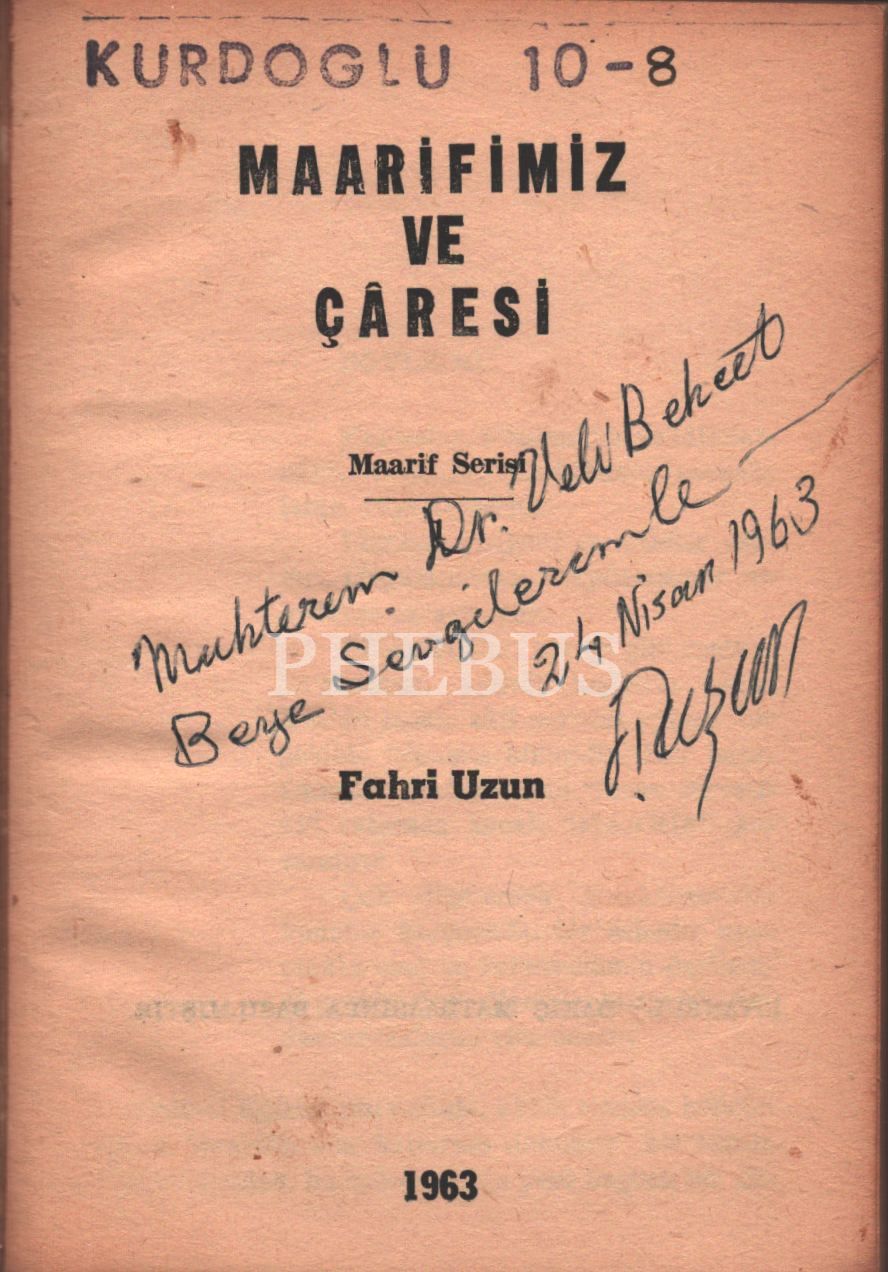 KURDOGLU 10-8
MAARİFİMİZ
VE
ÇÂRESİ
Maarif Serisi
Muhterem Dr. Veli Behcet
Beye Sevgilerimle
24 Nisan 1963
PHEBUS
Fahri Uzun
1963